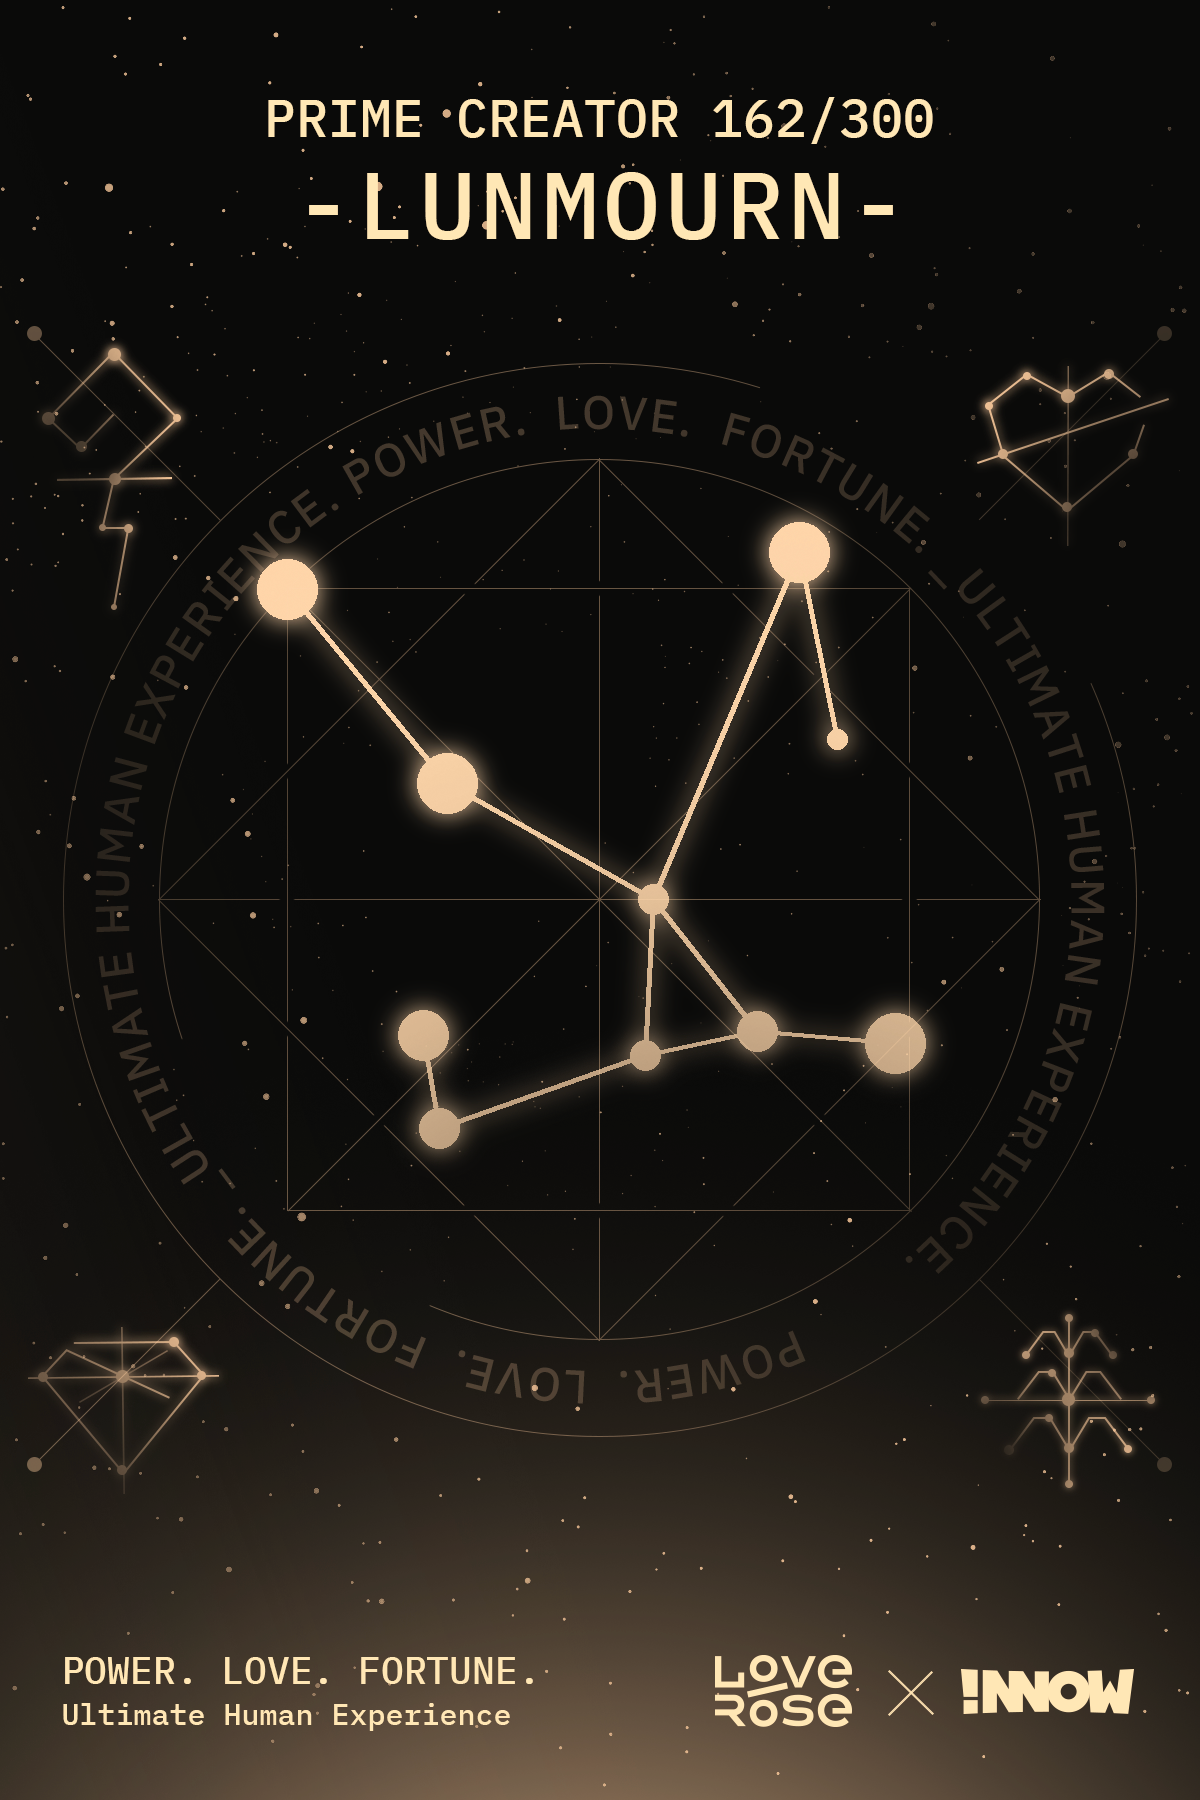 PRIME CREATOR 162/300
-LUNMOURN-
POWER. LOVE. FORTUNE. - ULTIMATE HUMAN EXPERIENCE.
POWER. LOVE. FORTUNE. - ULTIMATE HUMAN EXPERIENCE.
POWER. LOVE. FORTUNE.
Ultimate Human Experience
LOVE
ROSE
!NNOW